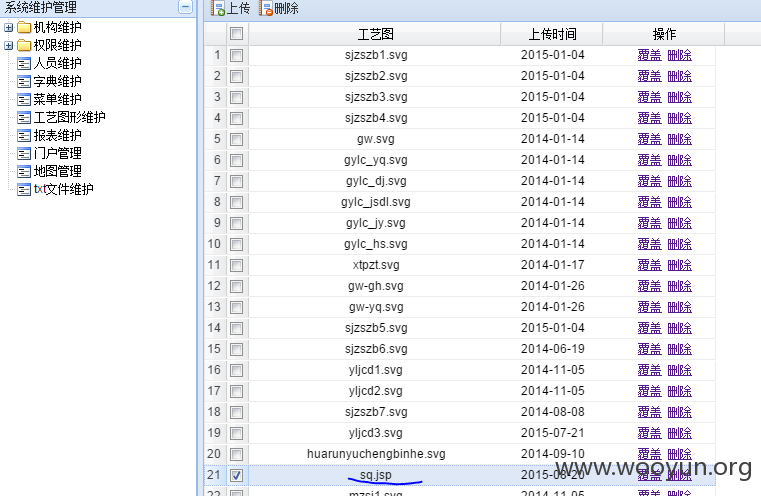 系统维护管理
机构维护
权限维护
人员维护
字典维护
菜单维护
工艺图形维护
报表维护
门户管理
地图管理
txt文件维护
上传 删除
工艺图 上传时间 操作
1 sjzszb1.svg 2015-01-04 覆盖 删除
2 sjzszb2.svg 2015-01-04 覆盖 删除
3 sjzszb3.svg 2015-01-04 覆盖 删除
4 sjzszb4.svg 2015-01-04 覆盖 删除
5 gw.svg 2014-01-14 覆盖 删除
6 gylc_yq.svg 2014-01-14 覆盖 删除
7 gylc_dj.svg 2014-01-14 覆盖 删除
8 gylc_jsdl.svg 2014-01-14 覆盖 删除
9 gylc_jy.svg 2014-01-14 覆盖 删除
10 gylc_hs.svg 2014-01-14 覆盖 删除
11 xtpzt.svg 2014-01-17 覆盖 删除
12 gw-gh.svg 2014-01-26 覆盖 删除
13 gw-yq.svg 2014-01-26 覆盖 删除
14 sjzszb5.svg 2015-01-04 覆盖 删除
15 sjzszb6.svg 2014-06-19 覆盖 删除
16 yljcd1.svg 2014-11-05 覆盖 删除
17 yljcd2.svg 2014-11-05 覆盖 删除
18 sjzszb7.svg 2014-08-08 覆盖 删除
19 yljcd3.svg 2015-07-21 覆盖 删除
20 huarunyuchengbinhe.svg 2014-09-10 覆盖 删除
21 sq.jsp 2015-08-20 覆盖 删除
22 mzsj1.svg 2014-11-05 覆盖 删除
www.wooyun.org